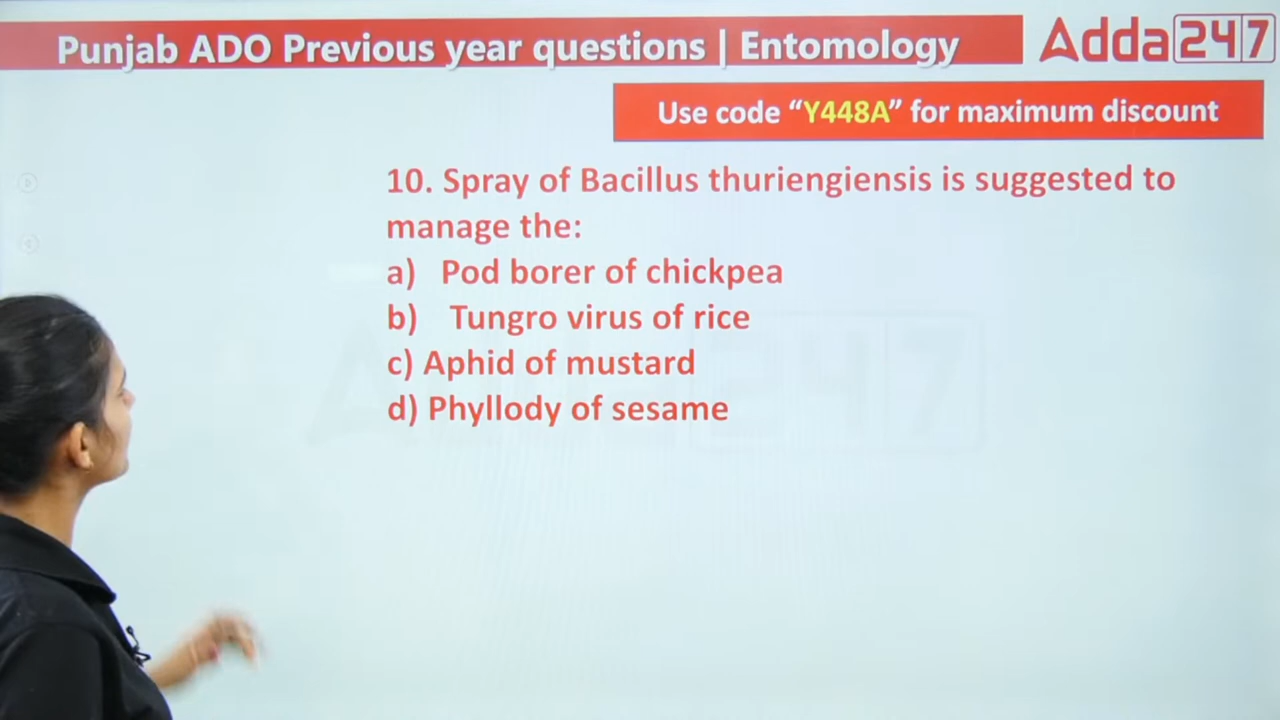 Punjab ADO Previous year questions | Entomology
Adda247
Use code “Y448A” for maximum discount
10. Spray of Bacillus thuriengiensis is suggested to
manage the:
a) Pod borer of chickpea
b) Tungro virus of rice
c) Aphid of mustard
d) Phyllody of sesame